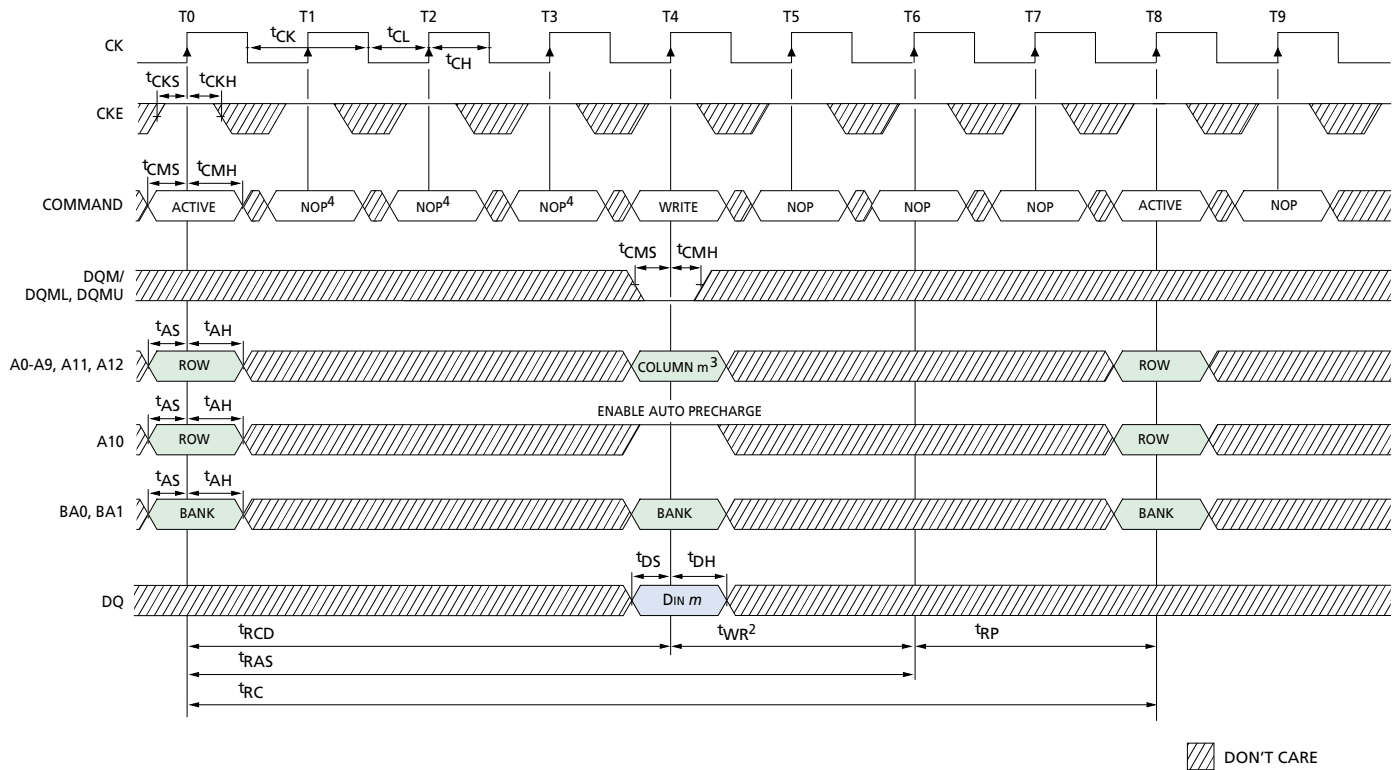 T0 T1 T2 T3 T4 T5 T6 T7 T8 T9
CK
tCK tCL
tCH
tCKS tCKH
CKE
tCMS tCMH
COMMAND ACTIVE NOP4 NOP4 NOP4 WRITE NOP NOP NOP ACTIVE NOP
tCMS tCMH
DQM/
DQML, DQMU
tAS tAH
A0-A9, A11, A12 ROW COLUMN m3 ROW
tAS tAH ENABLE AUTO PRECHARGE
A10 ROW ROW
tAS tAH
BA0, BA1 BANK BANK BANK
tDS tDH
DQ DIN m
tRCD tWR2 tRP
tRAS
tRC
DON'T CARE